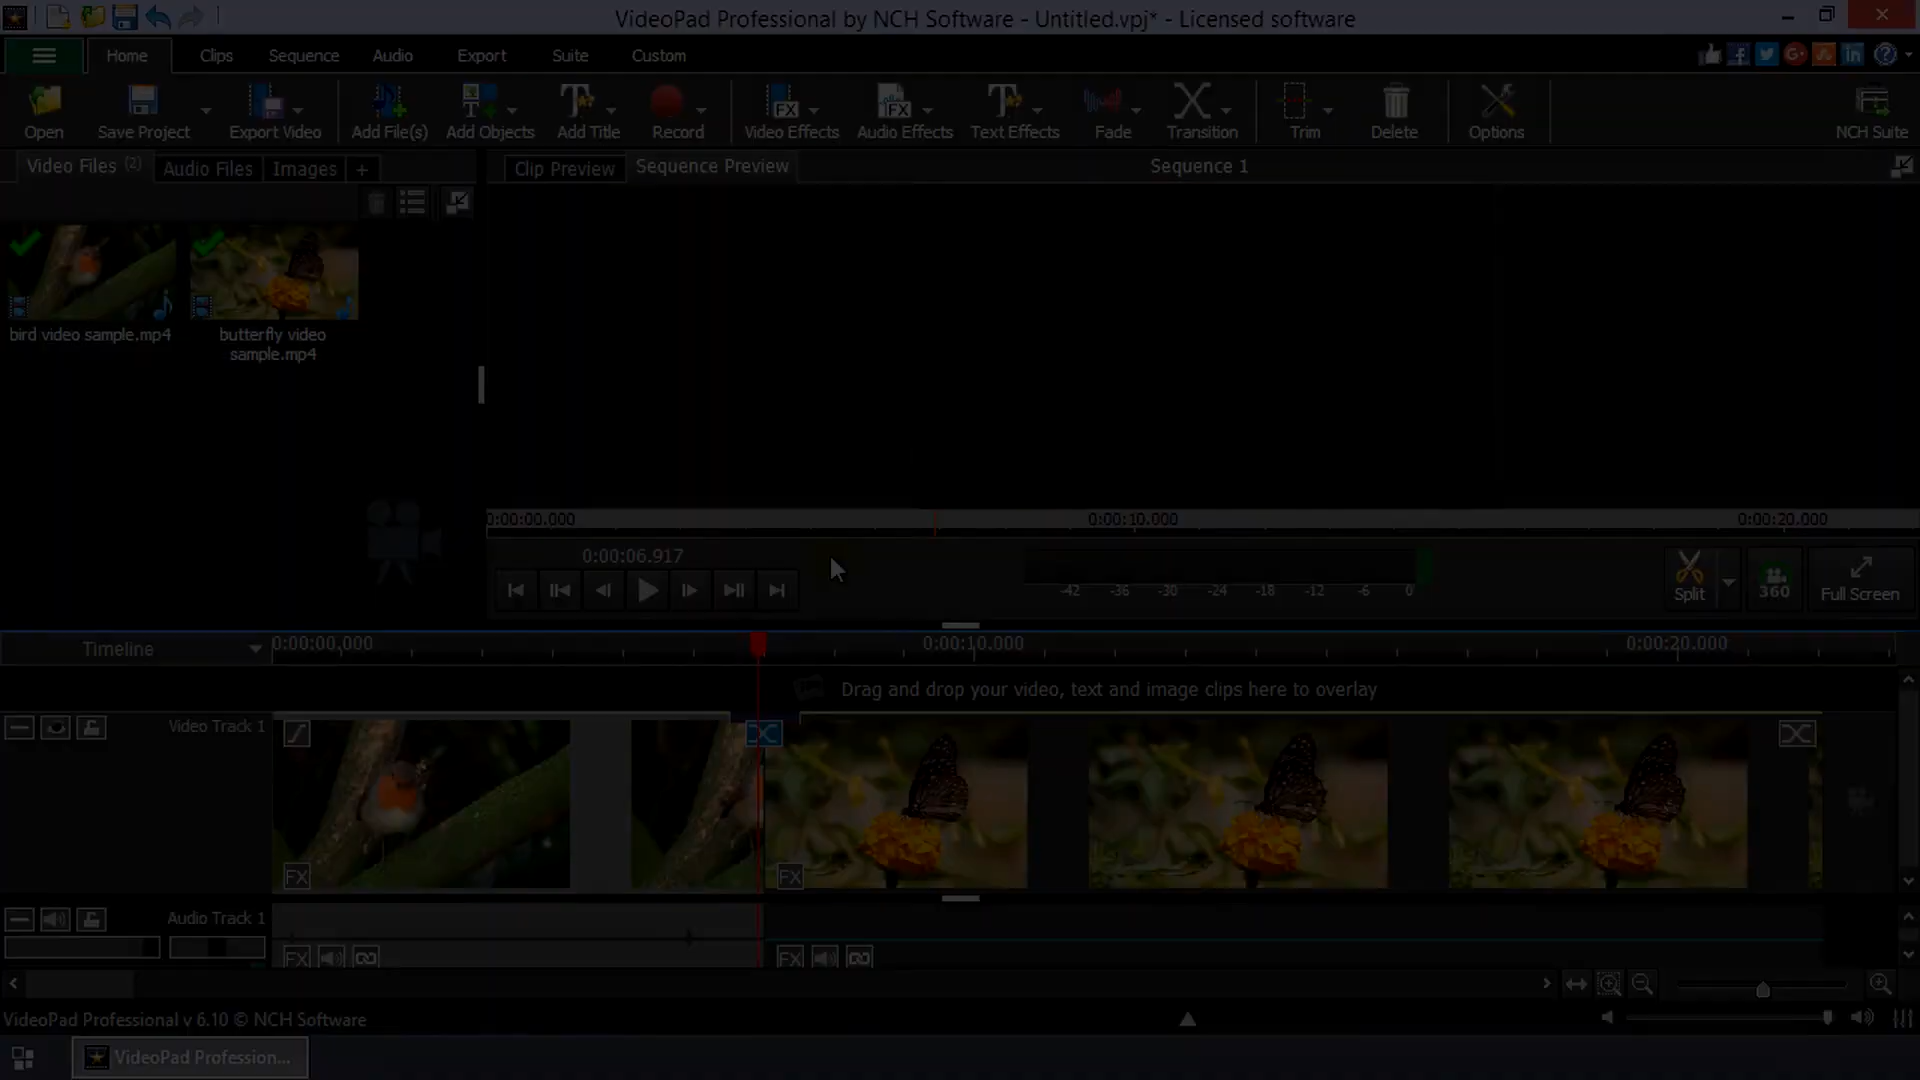 VideoPad Professional by NCH Software - Untitled.vpj* - Licensed software
Home Clips Sequence Audio Export Suite Custom
Open Save Project Export Video Add File(s) Add Objects Add Title Record Video Effects Audio Effects Text Effects Fade Transition Trim Delete Options NCH Suite
Video Files (2) Audio Files Images + Clip Preview Sequence Preview Sequence 1
bird video sample.mp4
butterfly video
sample.mp4
0:00:00.000 0:00:10.000 0:00:20.000
0:00:06.917
-42 -36 -30 -24 -18 -12 -6 0
Split 360 Full Screen
Timeline 0:00:00.000 0:00:10.000 0:00:20.000
Drag and drop your video, text and image clips here to overlay
Video Track 1
FX FX
Audio Track 1
FX FX
VideoPad Professional v 6.10 © NCH Software
VideoPad Profession...